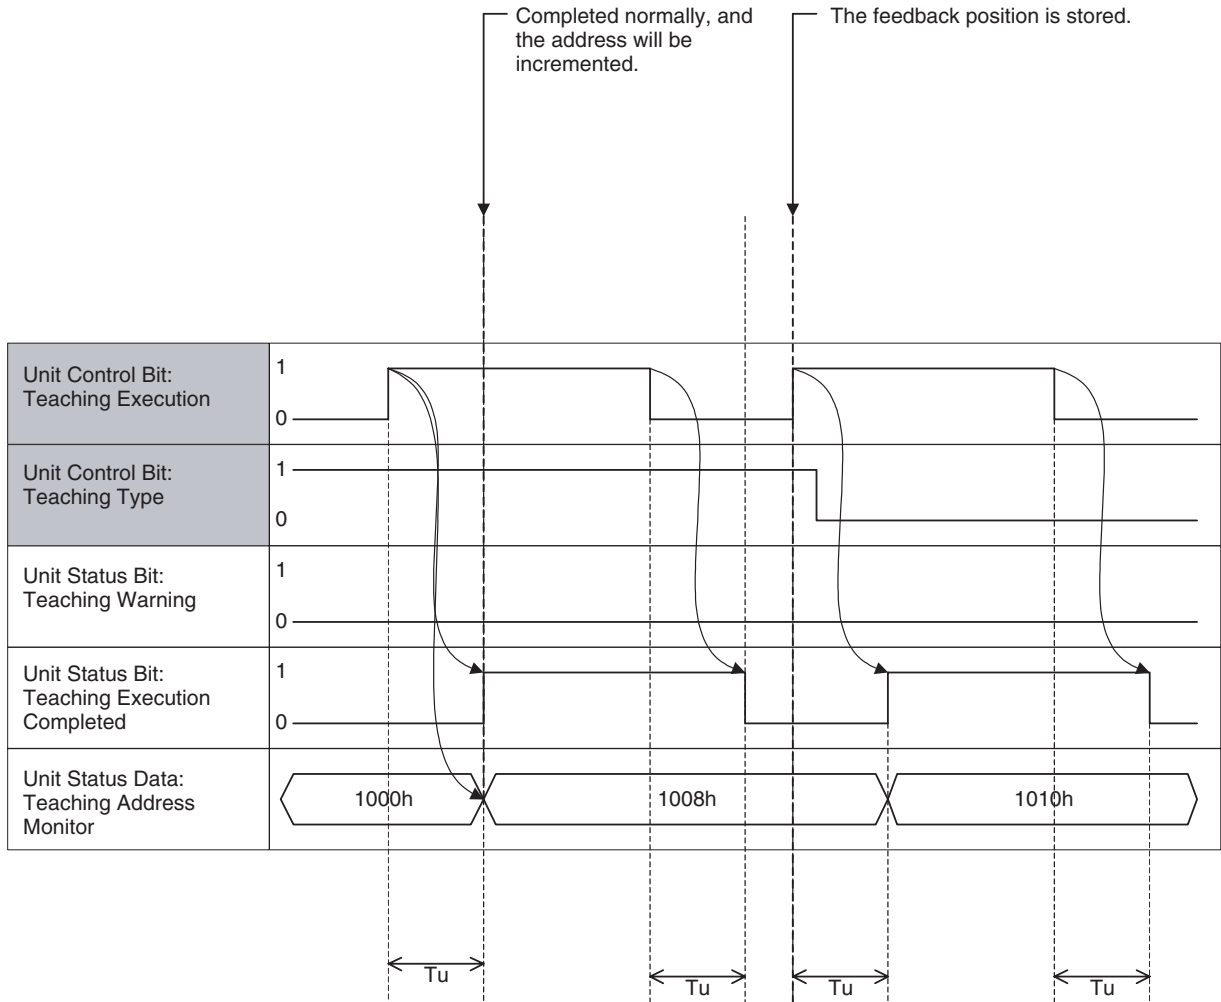 Completed normally, and
the address will be
incremented.
The feedback position is stored.
Unit Control Bit:
Teaching Execution
1
0
Unit Control Bit:
Teaching Type
1
0
Unit Status Bit:
Teaching Warning
1
0
Unit Status Bit:
Teaching Execution
Completed
1
0
Unit Status Data:
Teaching Address
Monitor
1000h
1008h
1010h
Tu
Tu
Tu
Tu